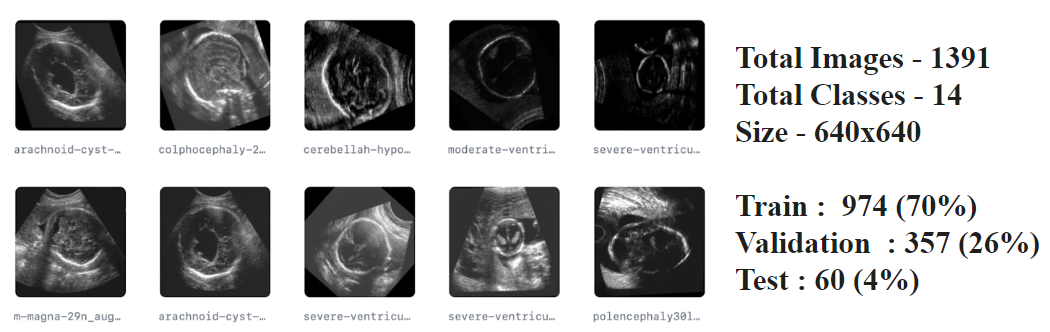 arachnoid-cyst-…
colphocephaly-2…
cerebellah-hypo…
moderate-ventri…
severe-ventricu…
m-magna-29n_aug…
arachnoid-cyst-…
severe-ventricu…
severe-ventricu…
polencephaly30l…
Total Images - 1391
Total Classes - 14
Size - 640x640
Train : 974 (70%)
Validation : 357 (26%)
Test : 60 (4%)